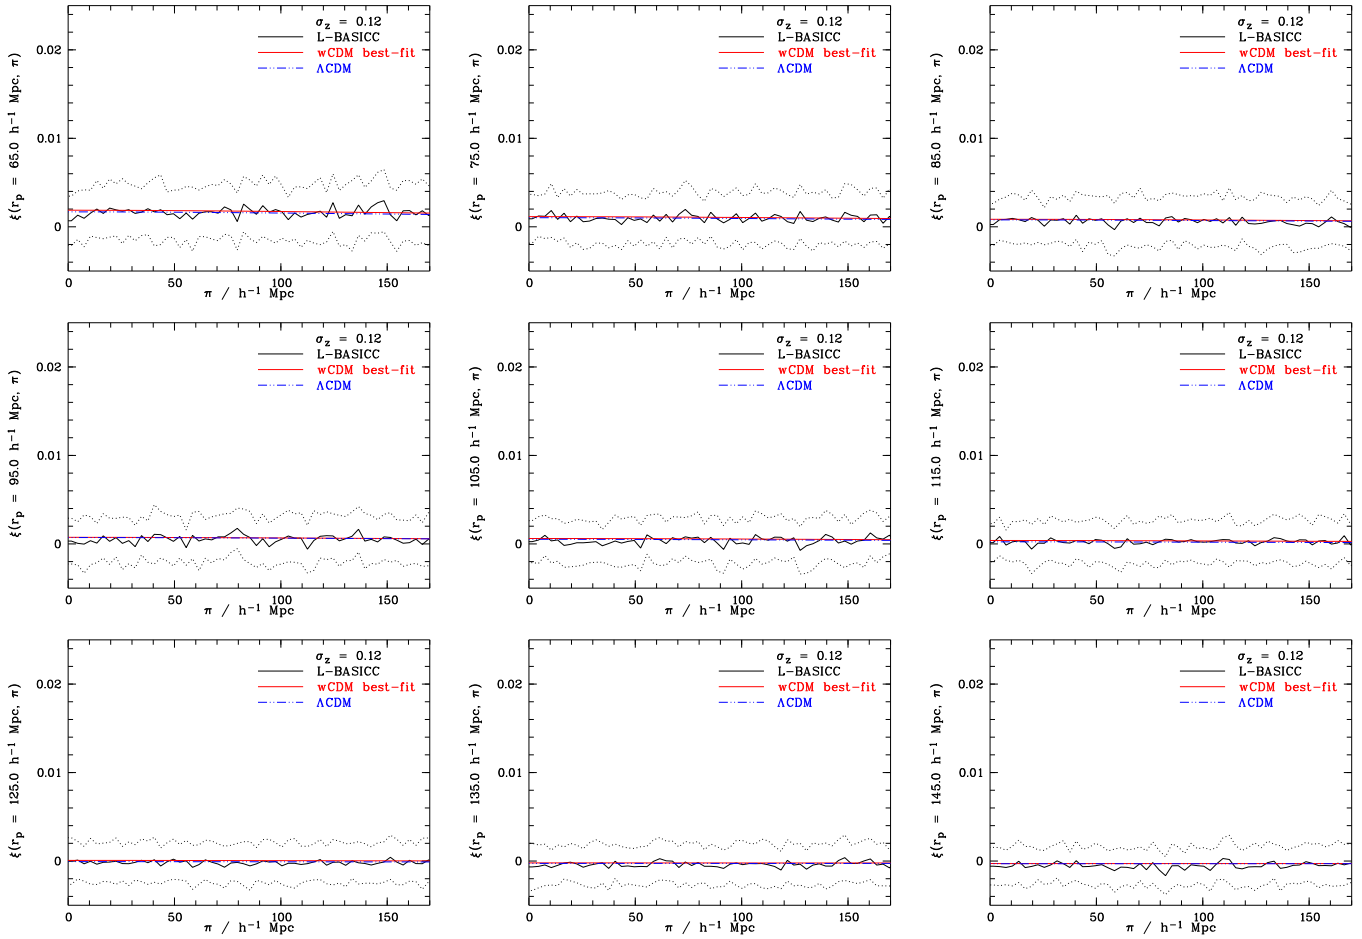 σz = 0.12
L-BASICC
wCDM best-fit
ΛCDM
0.02
0.01
0
ξ(rp = 65.0 h⁻¹ Mpc, π)
0 50 100 150
π / h⁻¹ Mpc
σz = 0.12
L-BASICC
wCDM best-fit
ΛCDM
0.02
0.01
0
ξ(rp = 75.0 h⁻¹ Mpc, π)
0 50 100 150
π / h⁻¹ Mpc
σz = 0.12
L-BASICC
wCDM best-fit
ΛCDM
0.02
0.01
0
ξ(rp = 85.0 h⁻¹ Mpc, π)
0 50 100 150
π / h⁻¹ Mpc
σz = 0.12
L-BASICC
wCDM best-fit
ΛCDM
0.02
0.01
0
ξ(rp = 95.0 h⁻¹ Mpc, π)
0 50 100 150
π / h⁻¹ Mpc
σz = 0.12
L-BASICC
wCDM best-fit
ΛCDM
0.02
0.01
0
ξ(rp = 105.0 h⁻¹ Mpc, π)
0 50 100 150
π / h⁻¹ Mpc
σz = 0.12
L-BASICC
wCDM best-fit
ΛCDM
0.02
0.01
0
ξ(rp = 115.0 h⁻¹ Mpc, π)
0 50 100 150
π / h⁻¹ Mpc
σz = 0.12
L-BASICC
wCDM best-fit
ΛCDM
0.02
0.01
0
ξ(rp = 125.0 h⁻¹ Mpc, π)
0 50 100 150
π / h⁻¹ Mpc
σz = 0.12
L-BASICC
wCDM best-fit
ΛCDM
0.02
0.01
0
ξ(rp = 135.0 h⁻¹ Mpc, π)
0 50 100 150
π / h⁻¹ Mpc
σz = 0.12
L-BASICC
wCDM best-fit
ΛCDM
0.02
0.01
0
ξ(rp = 145.0 h⁻¹ Mpc, π)
0 50 100 150
π / h⁻¹ Mpc